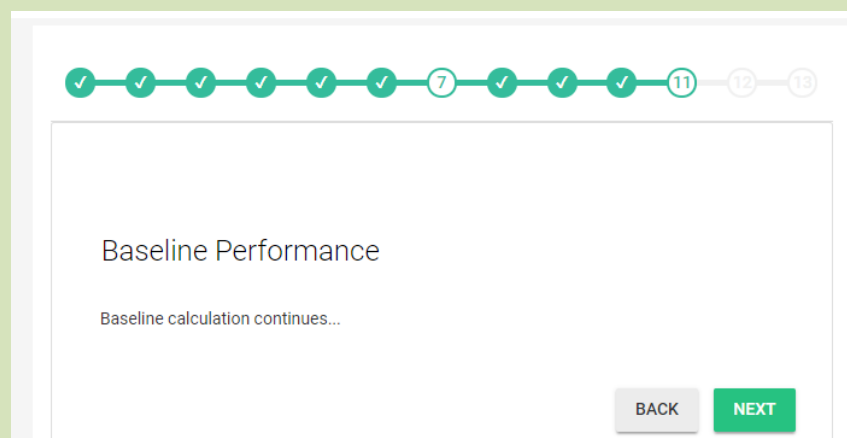 7 11 12 13
Baseline Performance
Baseline calculation continues...
BACK NEXT